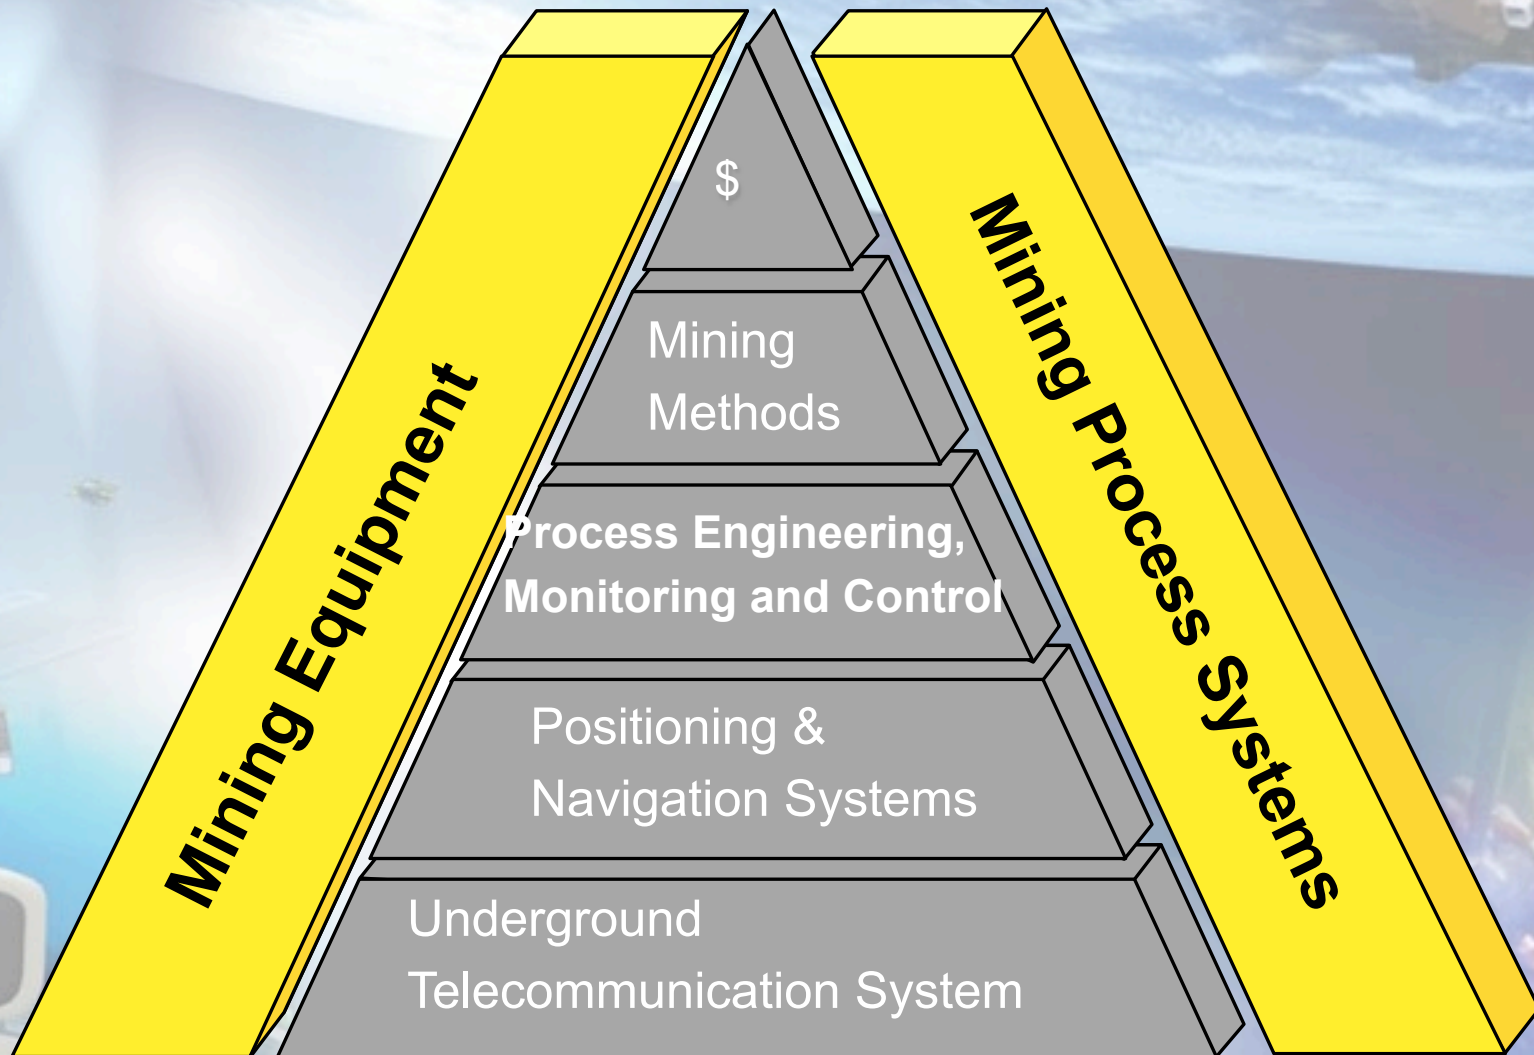 $
Mining
Methods
Process Engineering,
Monitoring and Control
Positioning &
Navigation Systems
Underground
Telecommunication System
Mining Equipment
Mining Process Systems